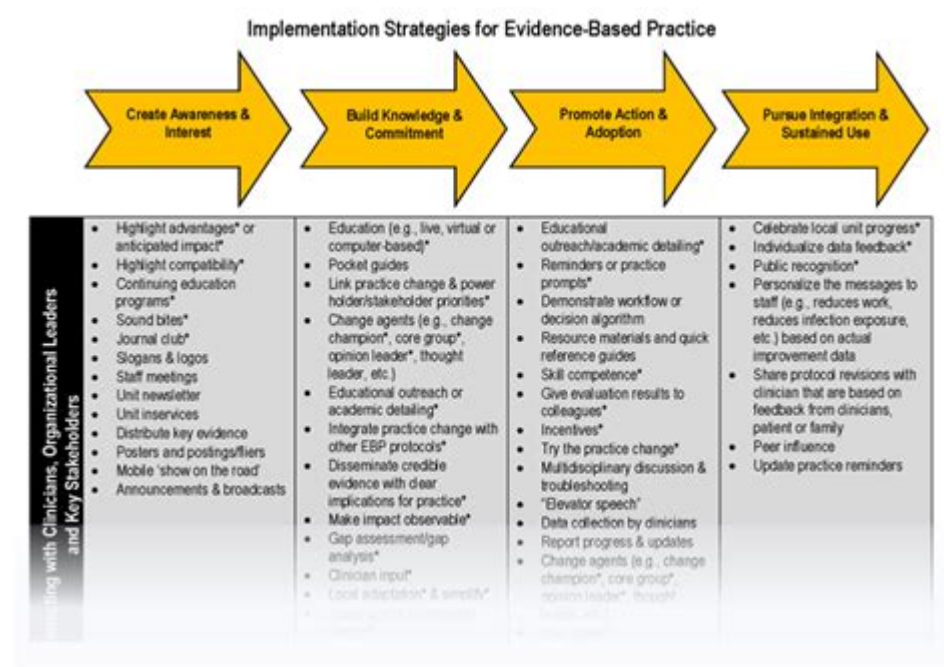 Implementation Strategies for Evidence-Based Practice
Create Awareness &
Interest
Build Knowledge &
Commitment
Promote Action &
Adoption
Pursue Integration &
Sustained Use
with Clinicians, Organizational Leaders
and Key Stakeholders
• Highlight advantages* or
anticipated impact*
• Highlight compatibility*
• Continuing education
programs*
• Sound bites*
• Journal club*
• Slogans & logos
• Staff meetings
• Unit newsletter
• Unit inservices
• Distribute key evidence
• Posters and postings/fliers
• Mobile ‘show on the road’
• Announcements & broadcasts
• Education (e.g., live, virtual or
computer-based)*
• Pocket guides
• Link practice change & power
holder/stakeholder priorities*
• Change agents (e.g., change
champion*, core group*,
opinion leader*, thought
leader, etc.)
• Educational outreach or
academic detailing*
• Integrate practice change with
other EBP protocols*
• Disseminate credible
evidence with clear
implications for practice*
• Make impact observable*
• Gap assessment/gap
analysis*
• Clinician input*
• Local adaptation* & simplify*
• Educational
outreach/academic detailing*
• Reminders or practice
prompts*
• Demonstrate workflow or
decision algorithm
• Resource materials and quick
reference guides
• Skill competence*
• Give evaluation results to
colleagues*
• Incentives*
• Try the practice change*
• Multidisciplinary discussion &
troubleshooting
• “Elevator speech”
• Data collection by clinicians
• Report progress & updates
• Change agents (e.g., change
champion*, core group*,
opinion leader*, thought
• Celebrate local unit progress*
• Individualize data feedback*
• Public recognition*
• Personalize the messages to
staff (e.g., reduces work,
reduces infection exposure,
etc.) based on actual
improvement data
• Share protocol revisions with
clinician that are based on
feedback from clinicians,
patient or family
• Peer influence
• Update practice reminders